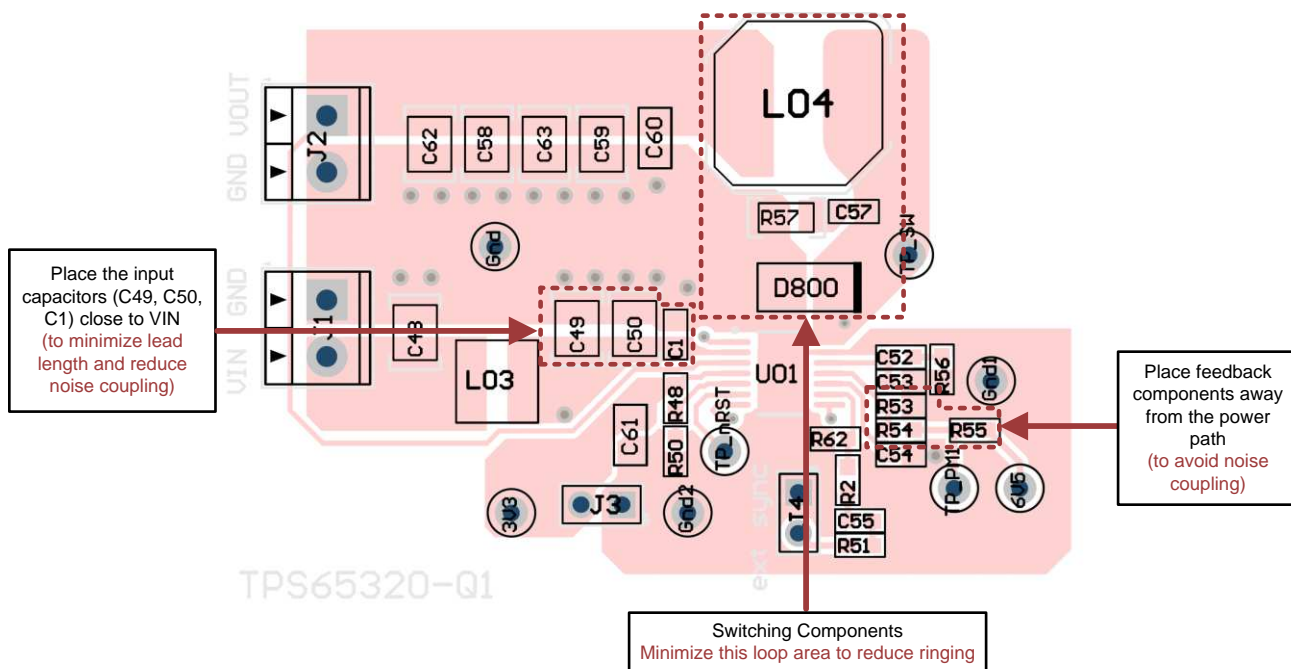 L04
VOUT
J2
GND
C62
C58
C63
C59
C60
R57
C57
Gnd
D800
Place the input
capacitors (C49, C50,
C1) close to VIN
(to minimize lead
length and reduce
noise coupling)
GND
J1
VIN
C43
C49
C50
C1
L03
U01
C52
C53
R56
Gnd1
R53
R54
R55
C54
Place feedback
components away
from the power
path
(to avoid noise
coupling)
R48
C61
R50
TP_nRST
R62
R2
TP_PM1
6V5
3V3
J3
Gnd2
ext sync
C55
R51
TPS65320-Q1
Switching Components
Minimize this loop area to reduce ringing